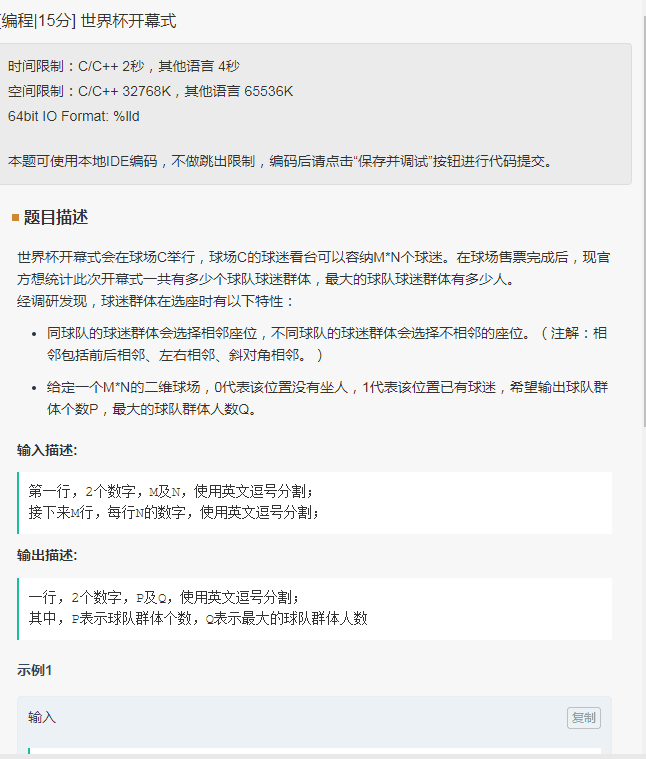 [编程|15分] 世界杯开幕式
时间限制：C/C++ 2秒，其他语言 4秒
空间限制：C/C++ 32768K，其他语言 65536K
64bit IO Format: %lld
本题可使用本地IDE编码，不做跳出限制，编码后请点击“保存并调试”按钮进行代码提交。
题目描述
世界杯开幕式会在球场C举行，球场C的球迷看台可以容纳M*N个球迷。在球场售票完成后，现官
方想统计此次开幕式一共有多少个球队球迷群体，最大的球队球迷群体有多少人。
经调研发现，球迷群体在选座时有以下特性：
• 同球队的球迷群体会选择相邻座位，不同球队的球迷群体会选择不相邻的座位。（注解：相
邻包括前后相邻、左右相邻、斜对角相邻。）
• 给定一个M*N的二维球场，0代表该位置没有坐人，1代表该位置已有球迷，希望输出球队群
体个数P，最大的球队群体人数Q。
输入描述:
第一行，2个数字，M及N，使用英文逗号分割；
接下来M行，每行N的数字，使用英文逗号分割；
输出描述:
一行，2个数字，P及Q，使用英文逗号分割；
其中，P表示球队群体个数，Q表示最大的球队群体人数
示例1
输入
复制